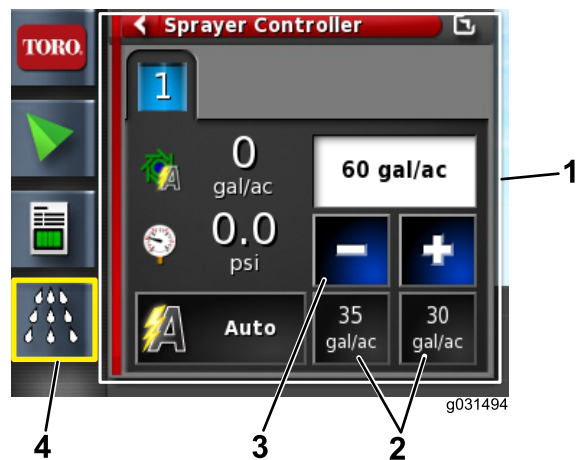 Sprayer Controller
TORO.
1
0
gal/ac
60 gal/ac
1
0.0
psi
A
Auto
35
gal/ac
30
gal/ac
g031494
4
3
2